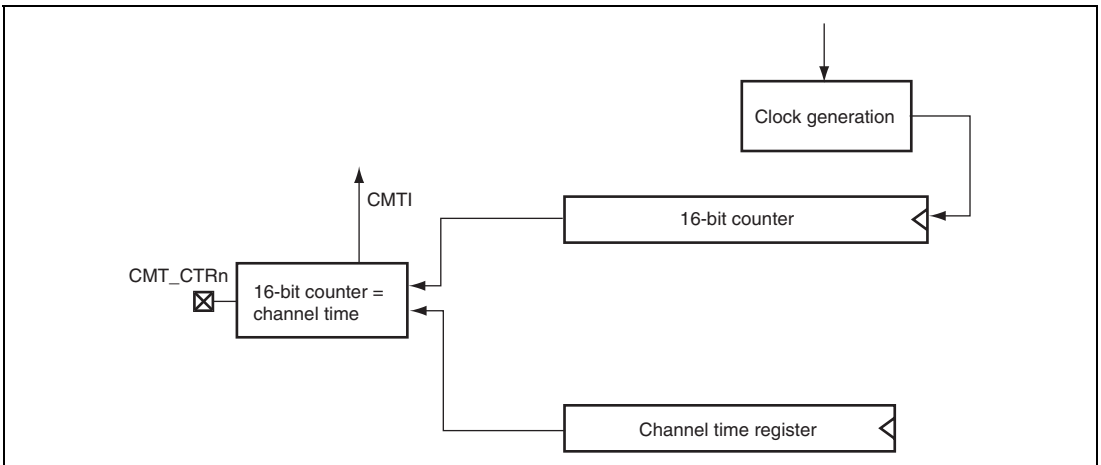 Clock generation
CMTI
16-bit counter
CMT_CTRn
16-bit counter =
channel time
Channel time register